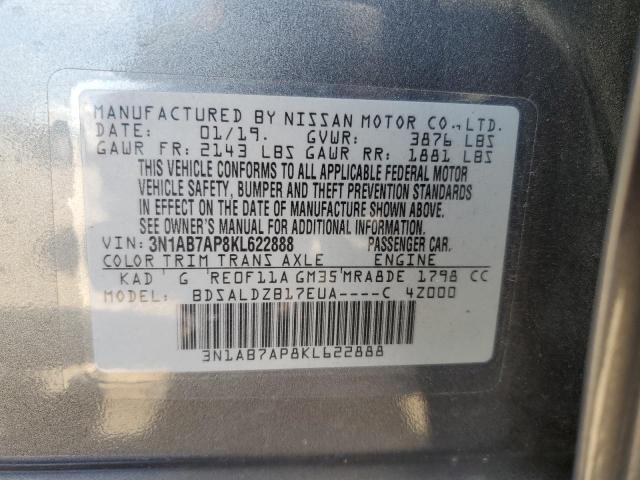 MANUFACTURED BY NISSAN MOTOR CO.,LTD.
DATE: 01/19. GVWR: 3876 LBS
GAWR FR: 2143 LBS GAWR RR: 1881 LBS
THIS VEHICLE CONFORMS TO ALL APPLICABLE FEDERAL MOTOR
VEHICLE SAFETY, BUMPER AND THEFT PREVENTION STANDARDS
IN EFFECT ON THE DATE OF MANUFACTURE SHOWN ABOVE.
SEE OWNER'S MANUAL FOR ADDITIONAL INFORMATION.
VIN: 3N1AB7AP8KL622888 PASSENGER CAR.
COLOR TRIM TRANS AXLE ENGINE
KAD G RE0F11A GM35 MRA8DE 1798 CC
MODEL: BDSALDZB17EUA----C 4Z000
3N1AB7AP8KL622888